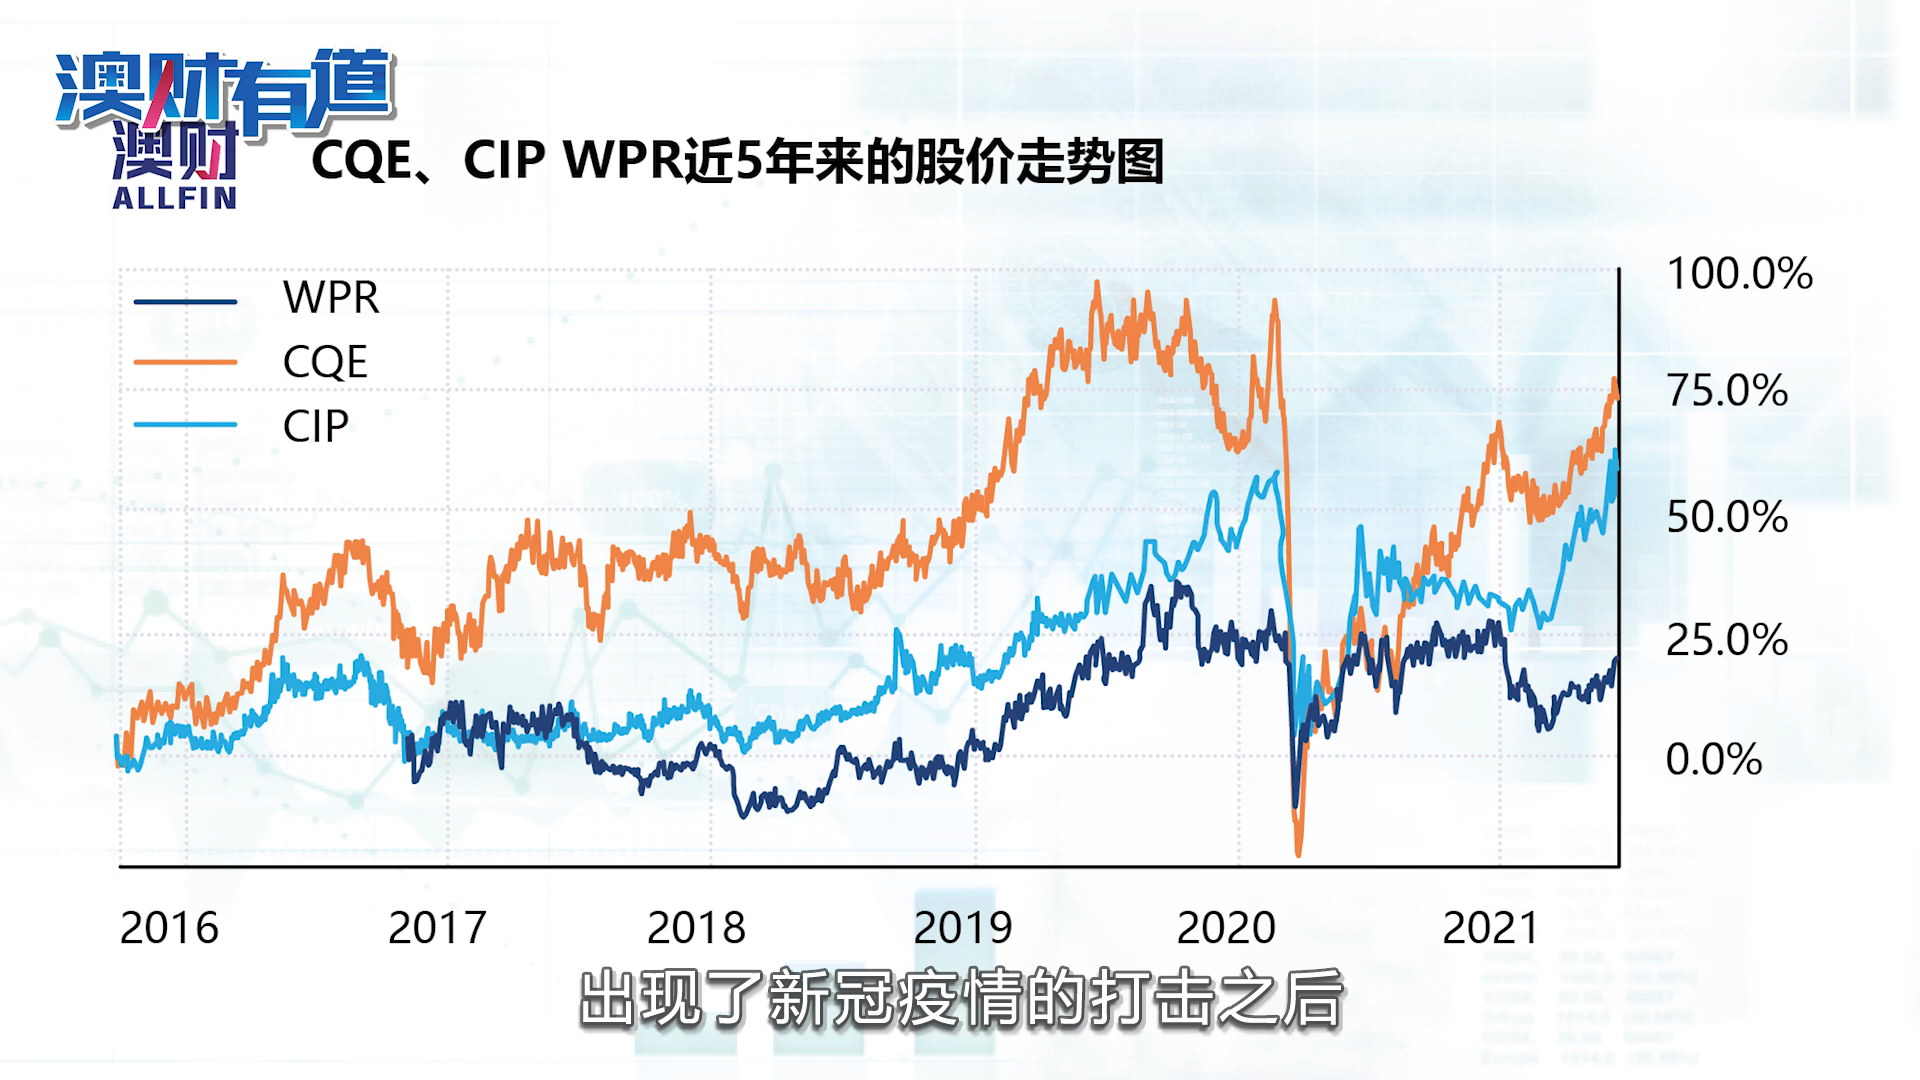 澳财有道
澳财
ALLFIN
CQE、CIP WPR近5年来的股价走势图
WPR
CQE
CIP
100.0%
75.0%
50.0%
25.0%
0.0%
2016 2017 2018 2019 2020 2021
出现了新冠疫情的打击之后